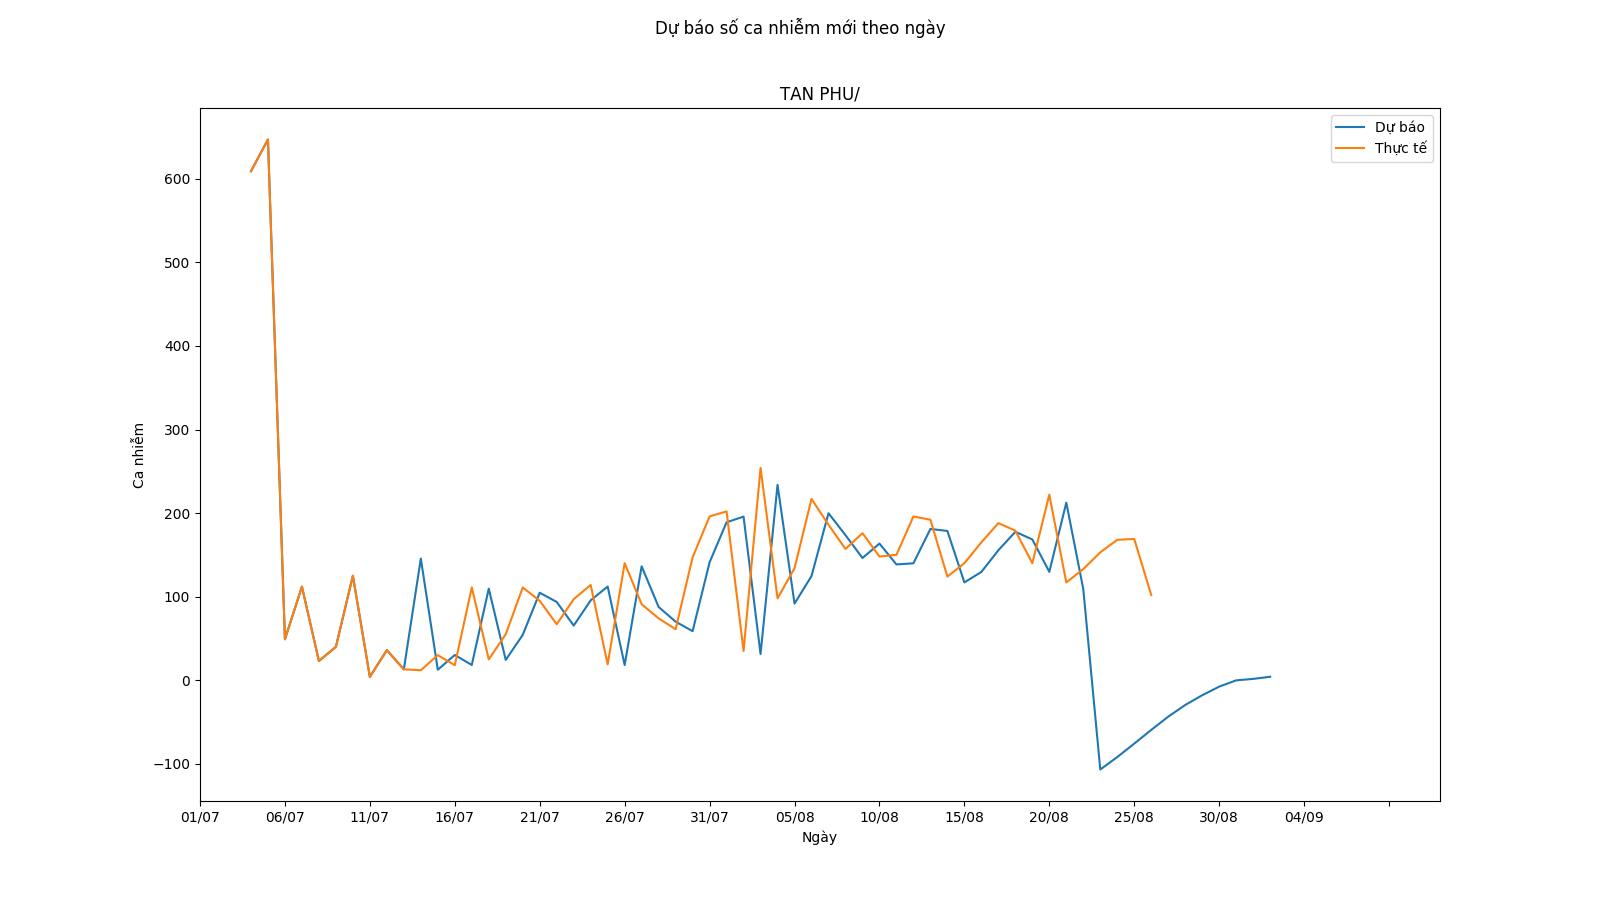 Dự báo số ca nhiễm mới theo ngày
TAN PHU/
Dự báo
Thực tế
600
500
400
300
200
100
0
−100
Ca nhiễm
01/07 06/07 11/07 16/07 21/07 26/07 31/07 05/08 10/08 15/08 20/08 25/08 30/08 04/09
Ngày